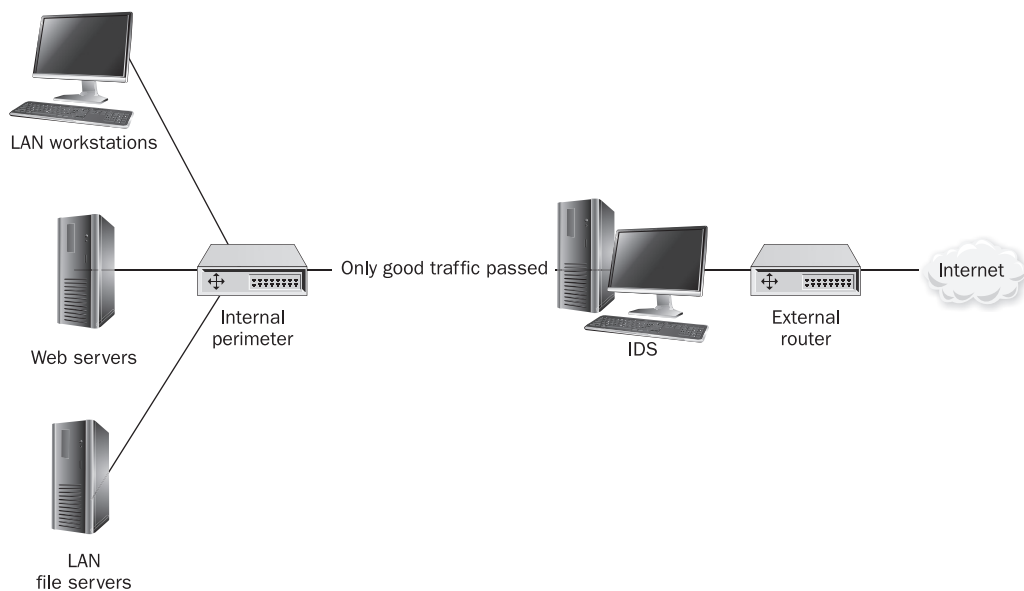 LAN workstations
Web servers
LAN
file servers
Internal
perimeter
Only good traffic passed
IDS
External
router
Internet